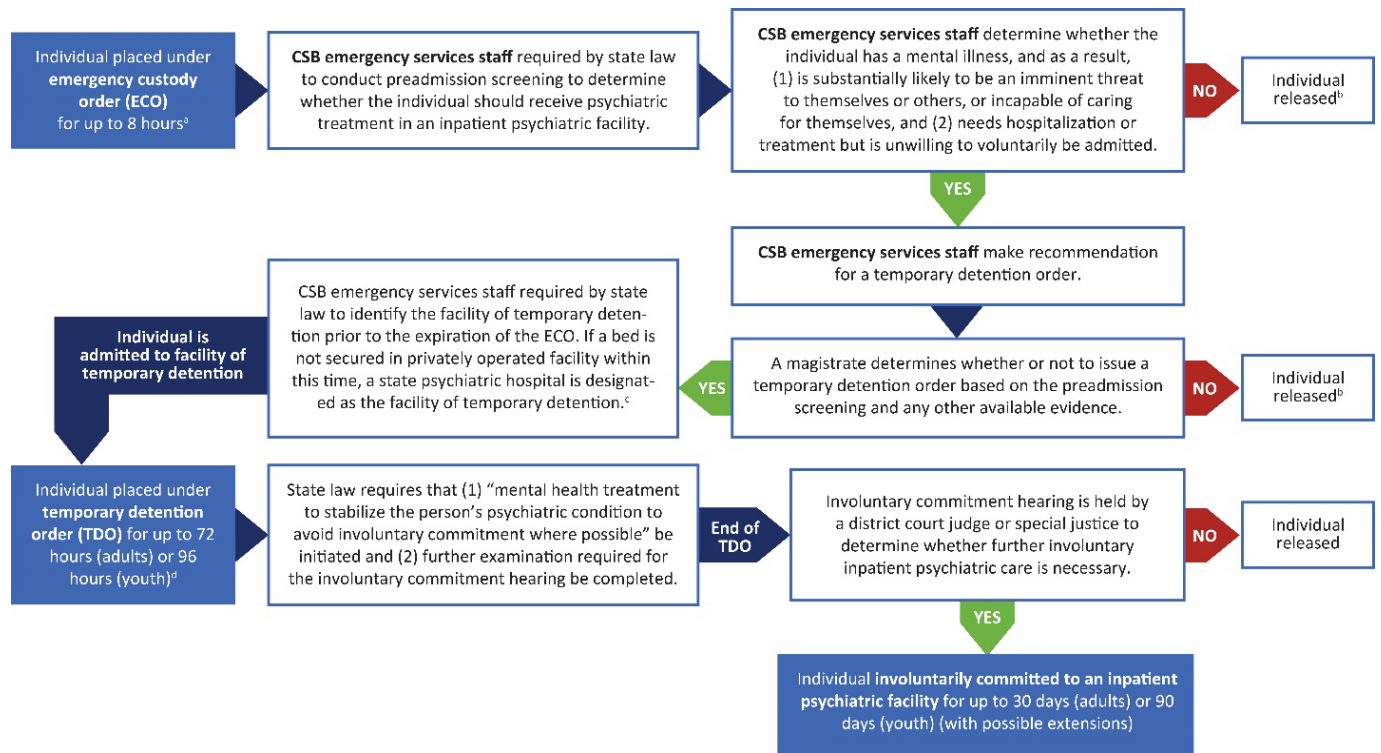 Individual placed under
emergency custody
order (ECO)
for up to 8 hoursᵃ
CSB emergency services staff required by state law
to conduct preadmission screening to determine
whether the individual should receive psychiatric
treatment in an inpatient psychiatric facility.
CSB emergency services staff determine whether the
individual has a mental illness, and as a result,
(1) is substantially likely to be an imminent threat
to themselves or others, or incapable of caring
for themselves, and (2) needs hospitalization or
treatment but is unwilling to voluntarily be admitted.
NO
Individual
releasedᵇ
YES
CSB emergency services staff make recommendation
for a temporary detention order.
A magistrate determines whether or not to issue a
temporary detention order based on the preadmission
screening and any other available evidence.
NO
Individual
releasedᵇ
YES
CSB emergency services staff required by state
law to identify the facility of temporary deten-
tion prior to the expiration of the ECO. If a bed is
not secured in privately operated facility within
this time, a state psychiatric hospital is designat-
ed as the facility of temporary detention.ᶜ
Individual is
admitted to facility of
temporary detention
Individual placed under
temporary detention
order (TDO) for up to 72
hours (adults) or 96
hours (youth)ᵈ
State law requires that (1) “mental health treatment
to stabilize the person’s psychiatric condition to
avoid involuntary commitment where possible” be
initiated and (2) further examination required for
the involuntary commitment hearing be completed.
End of
TDO
Involuntary commitment hearing is held by
a district court judge or special justice to
determine whether further involuntary
inpatient psychiatric care is necessary.
NO
Individual
released
YES
Individual involuntarily committed to an inpatient
psychiatric facility for up to 30 days (adults) or 90
days (youth) (with possible extensions)